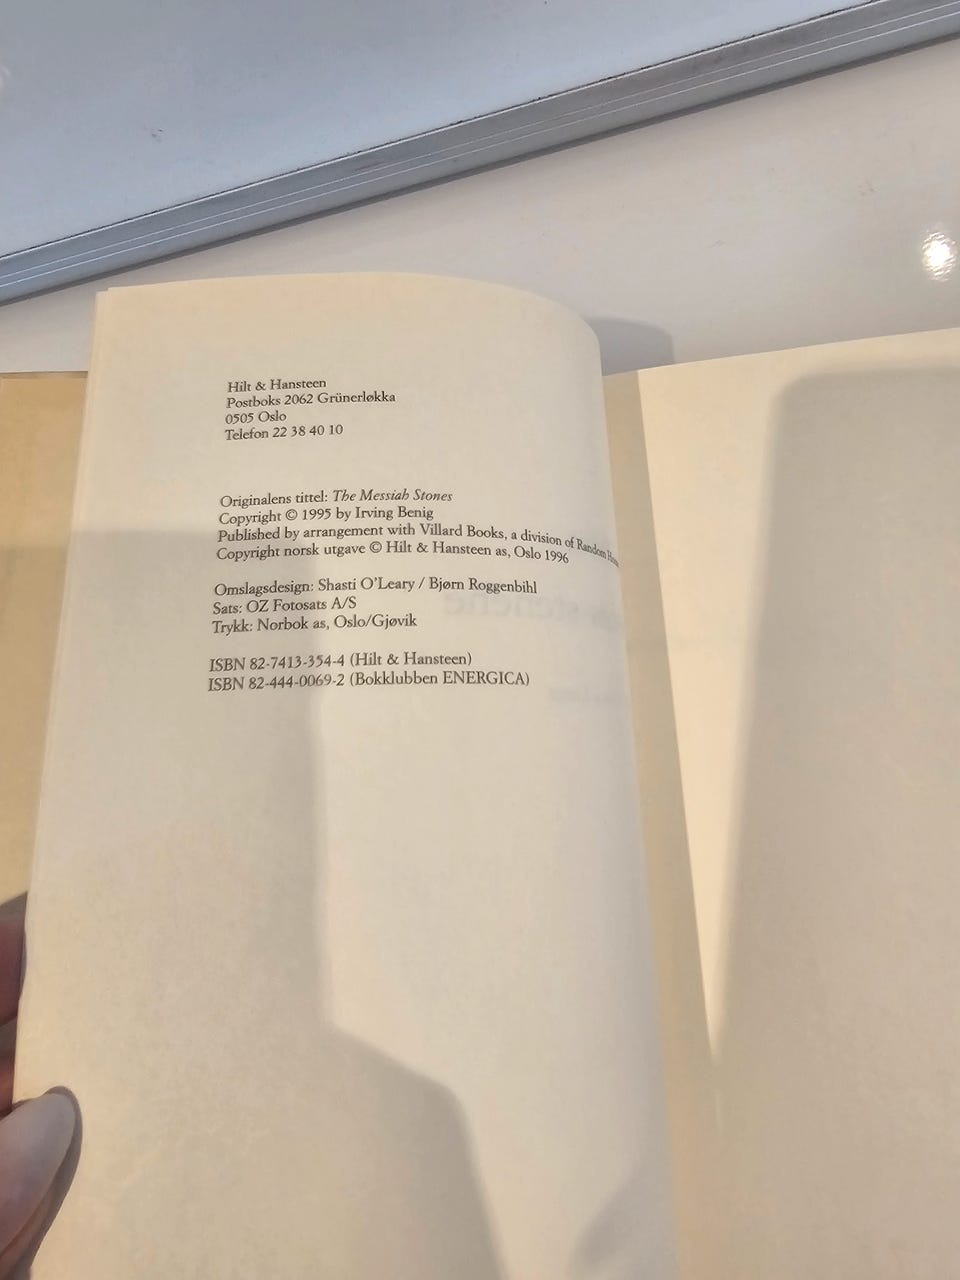 Hilt & Hansteen
Postboks 2062 Grünerløkka
0505 Oslo
Telefon 22 38 40 10
Originalens tittel: The Messiah Stones
Copyright © 1995 by Irving Benig
Published by arrangement with Villard Books, a division of Random
Copyright norsk utgave © Hilt & Hansteen as, Oslo 1996
Omslagsdesign: Shasti O'Leary / Bjørn Roggenbihl
Sats: OZ Fotosats A/S
Trykk: Norbok as, Oslo/Gjøvik
ISBN 82-7413-354-4 (Hilt & Hansteen)
ISBN 82-444-0069-2 (Bokklubben ENERGICA)